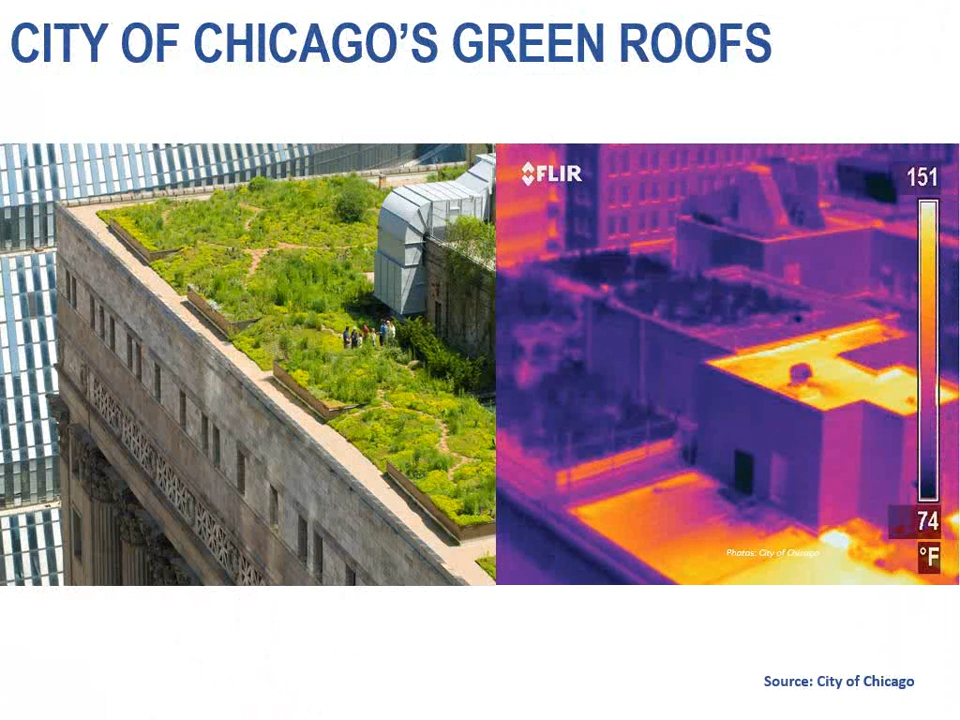 CITY OF CHICAGO’S GREEN ROOFS
FLIR
151
74
°F
Photos: City of Chicago
Source: City of Chicago